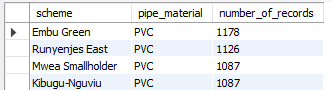 scheme pipe_material number_of_records
Embu Green PVC 1178
Runyenjes East PVC 1126
Mwea Smallholder PVC 1087
Kibugu-Nguviu PVC 1087